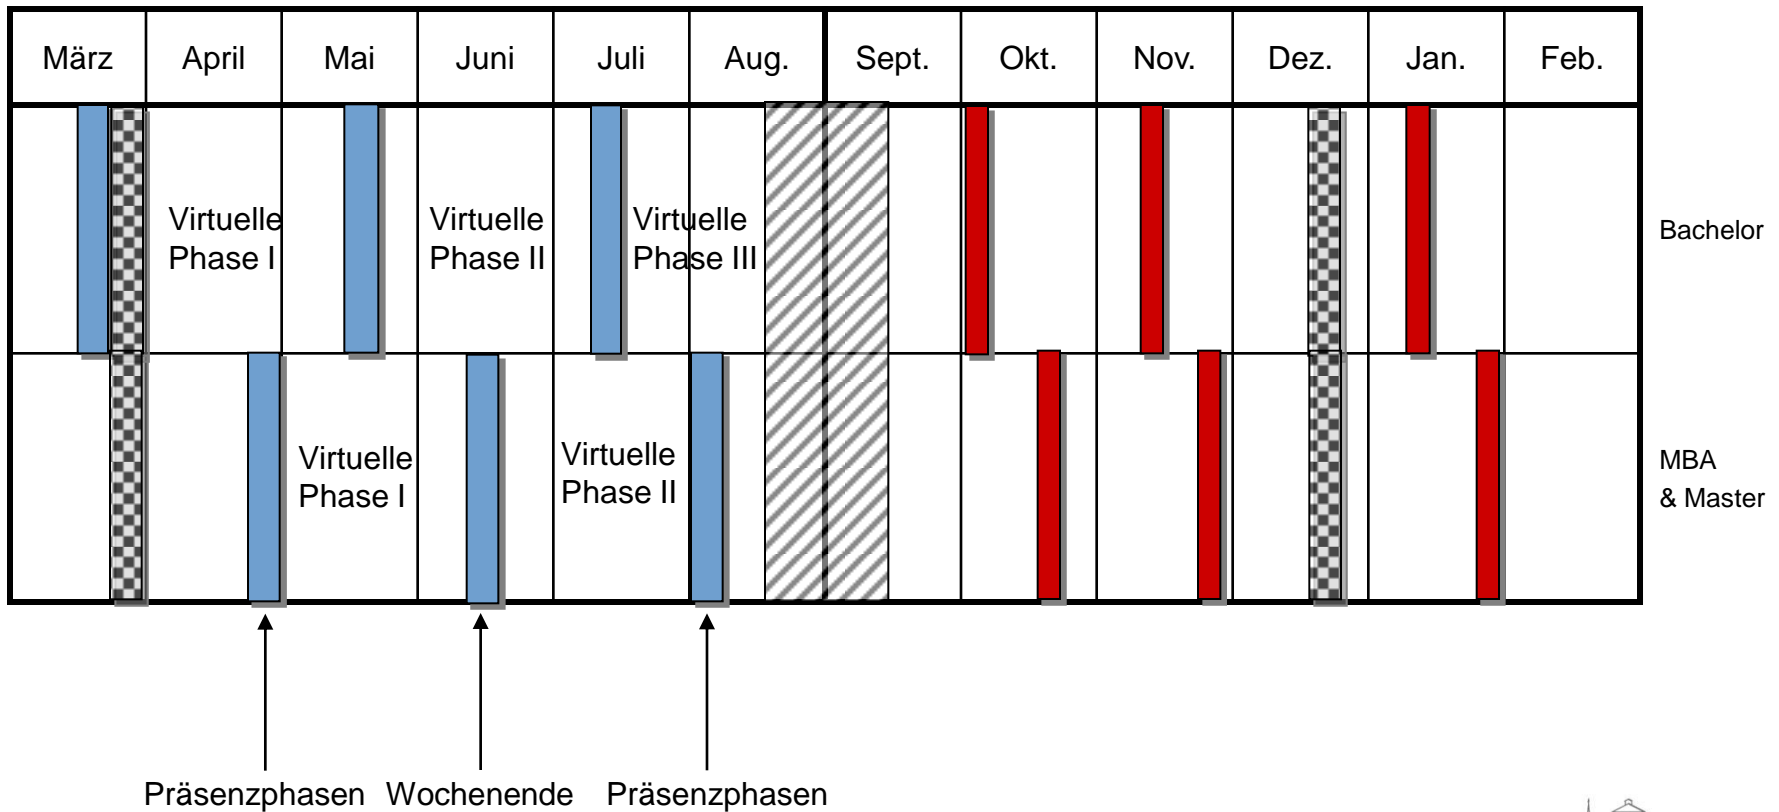 März April Mai Juni Juli Aug. Sept. Okt. Nov. Dez. Jan. Feb.
Virtuelle Phase I
Virtuelle Phase II
Virtuelle Phase III
Bachelor
Virtuelle Phase I
Virtuelle Phase II
MBA
& Master
Präsenzphasen Wochenende Präsenzphasen